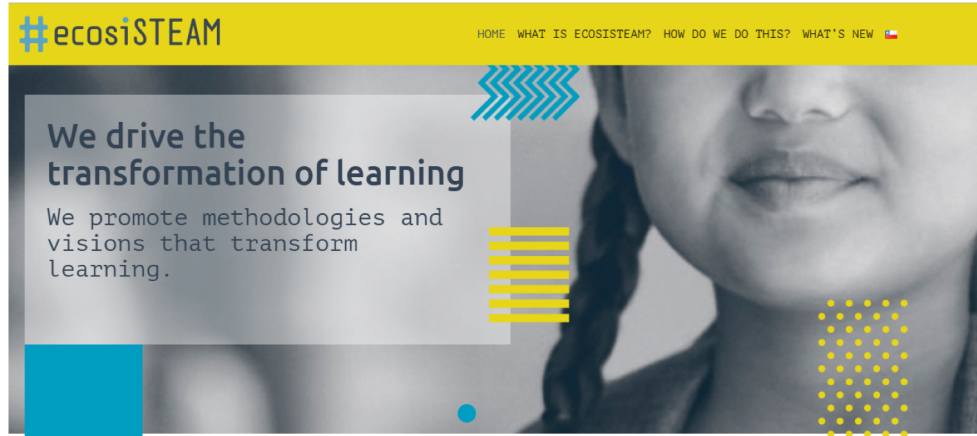 #ecosiSTEAM
HOME WHAT IS ECOSISTEAM? HOW DO WE DO THIS? WHAT'S NEW
We drive the
transformation of learning
We promote methodologies and
visions that transform
learning.